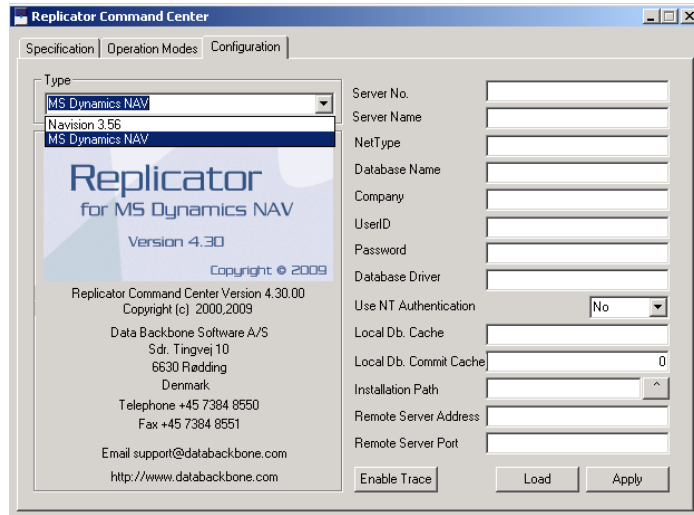 Replicator Command Center
Specification Operation Modes Configuration
Type
MS Dynamics NAV
Navision 3.56
MS Dynamics NAV
Replicator
for MS Dynamics NAV
Version 4.30
Copyright © 2009
Replicator Command Center Version 4.30.00
Copyright (c) 2000,2009
Data Backbone Software A/S
Sdr. Tingvej 10
6630 Rødding
Denmark
Telephone +45 7384 8550
Fax +45 7384 8551
Email support@databackbone.com
http://www.databackbone.com
Server No.
Server Name
NetType
Database Name
Company
UserID
Password
Database Driver
Use NT Authentication No
Local Db. Cache
Local Db. Commit Cache 0
Installation Path ^
Remote Server Address
Remote Server Port
Enable Trace Load Apply